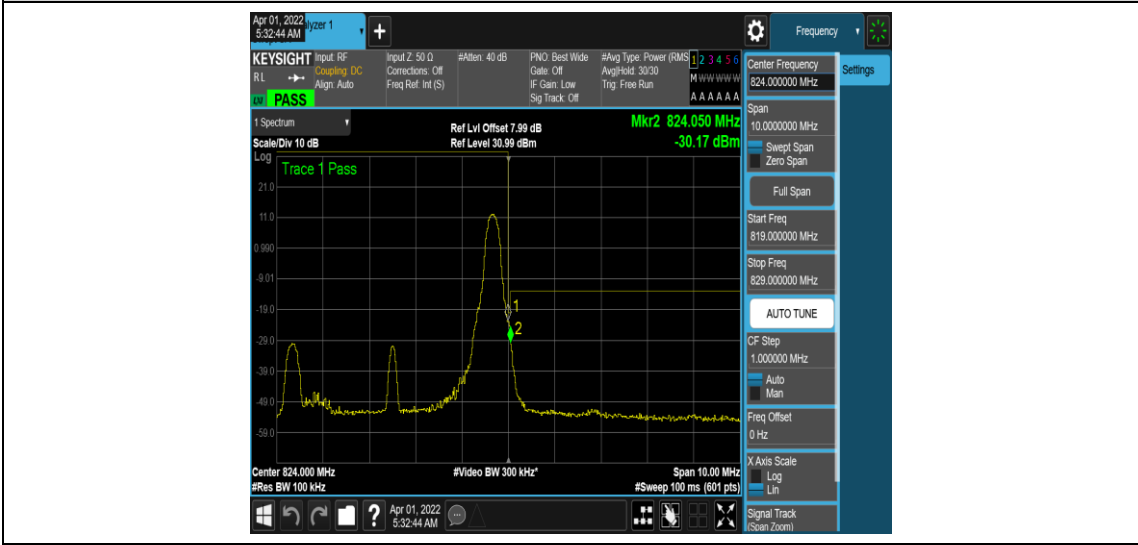 Apr 01, 2022
5:32:44 AM
lyzer 1
+
Frequency
KEYSIGHT
R L
PASS
Input: RF
Coupling: DC
Align: Auto
Input Z: 50 Ω
Corrections: Off
Freq Ref: Int (S)
#Atten: 40 dB
PNO: Best Wide
Gate: Off
IF Gain: Low
Sig Track: Off
#Avg Type: Power (RMS
Avg|Hold: 30/30
Trig: Free Run
1 2 3 4 5 6
M W W W W W
A A A A A A
1 Spectrum
Scale/Div 10 dB
Ref Lvl Offset 7.99 dB
Ref Level 30.99 dBm
Mkr2 824.050 MHz
-30.17 dBm
Log
Trace 1 Pass
21.0
11.0
0.990
-9.01
-19.0
-29.0
-39.0
-49.0
-59.0
1
2
Center 824.000 MHz
#Res BW 100 kHz
#Video BW 300 kHz*
Span 10.00 MHz
#Sweep 100 ms (601 pts)
Center Frequency
824.000000 MHz
Settings
Span
10.0000000 MHz
Swept Span
Zero Span
Full Span
Start Freq
819.000000 MHz
Stop Freq
829.000000 MHz
AUTO TUNE
CF Step
1.000000 MHz
Auto
Man
Freq Offset
0 Hz
X Axis Scale
Log
Lin
Signal Track
(Span Zoom)
?
Apr 01, 2022
5:32:44 AM